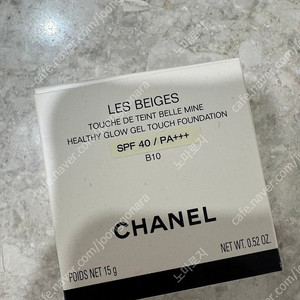 LES BEIGES
TOUCHE DE TEINT BELLE MINE
HEALTHY GLOW GEL TOUCH FOUNDATION
SPF 40 / PA+++
B10
CHANEL
POIDS NET 15 g
NET WT. 0.52 OZ.